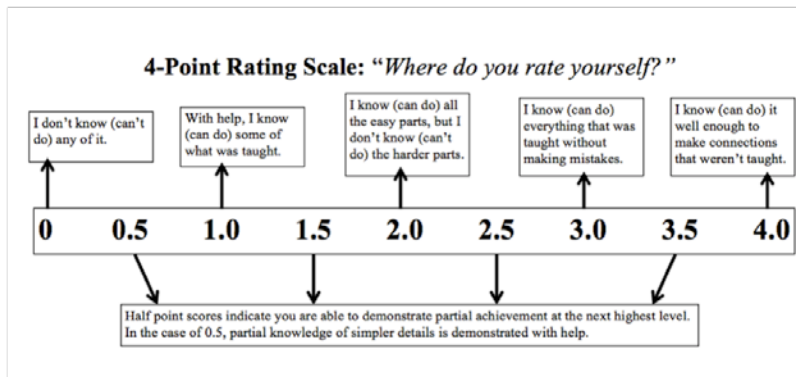 4-Point Rating Scale: “Where do you rate yourself?”
I don’t know (can’t
do) any of it.
With help, I know
(can do) some of
what was taught.
I know (can do) all
the easy parts, but I
don’t know (can’t
do) the harder parts.
I know (can do)
everything that was
taught without
making mistakes.
I know (can do) it
well enough to
make connections
that weren’t taught.
0 0.5 1.0 1.5 2.0 2.5 3.0 3.5 4.0
Half point scores indicate you are able to demonstrate partial achievement at the next highest level.
In the case of 0.5, partial knowledge of simpler details is demonstrated with help.